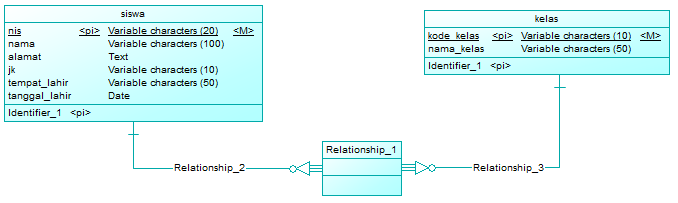 siswa
nis <pi> Variable characters (20) <M>
nama Variable characters (100)
alamat Text
jk Variable characters (10)
tempat_lahir Variable characters (50)
tanggal_lahir Date
Identifier_1 <pi>
kelas
kode_kelas <pi> Variable characters (10) <M>
nama_kelas Variable characters (50)
Identifier_1 <pi>
Relationship_1
Relationship_2
Relationship_3